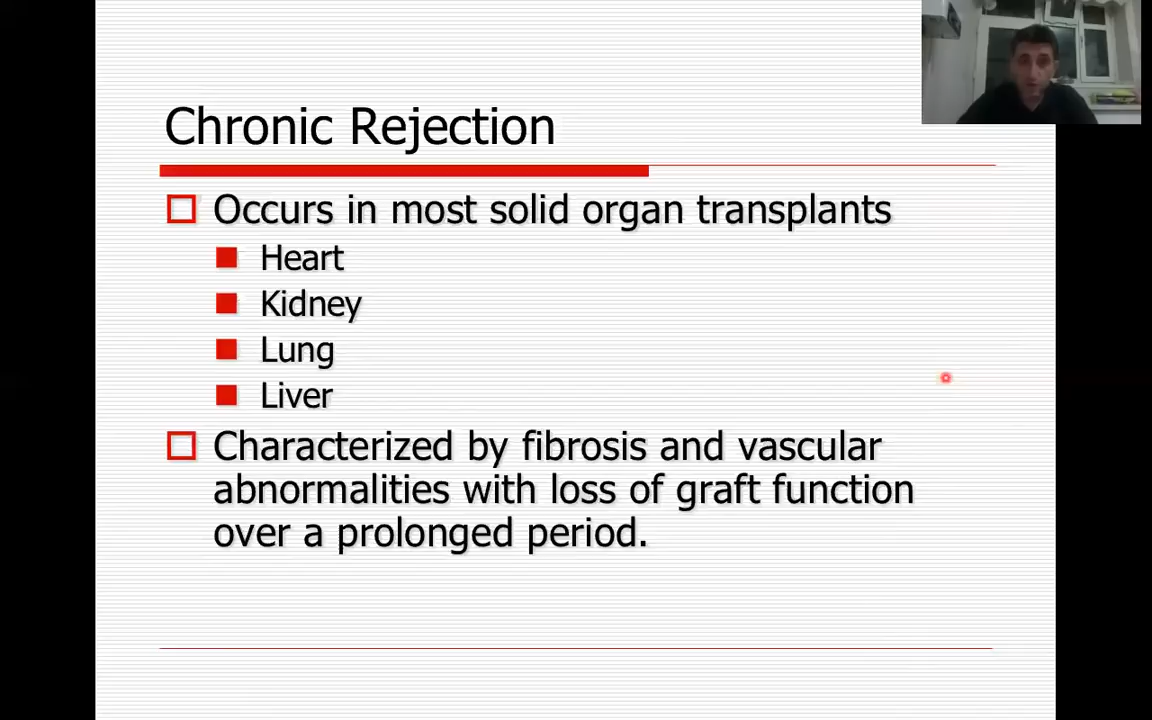 Chronic Rejection
Occurs in most solid organ transplants
Heart
Kidney
Lung
Liver
Characterized by fibrosis and vascular
abnormalities with loss of graft function
over a prolonged period.